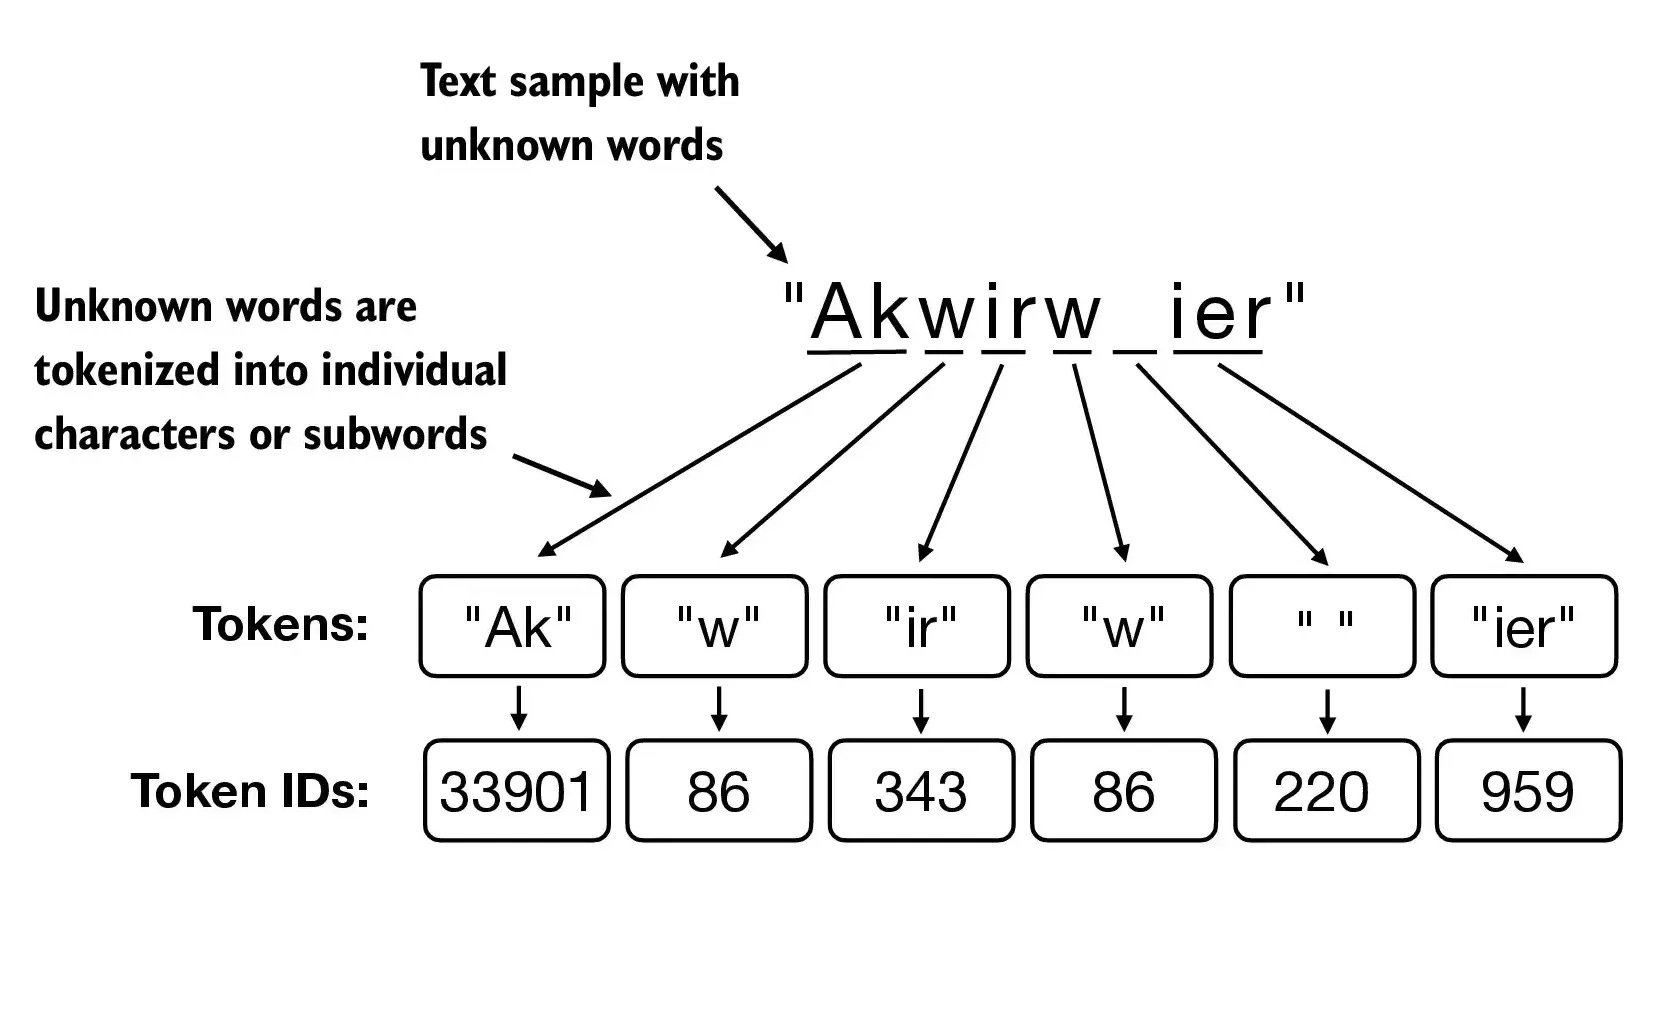 Text sample with
unknown words
"Akwirw ier"
Unknown words are
tokenized into individual
characters or subwords
Tokens: "Ak" "w" "ir" "w" " " "ier"
Token IDs: 33901 86 343 86 220 959